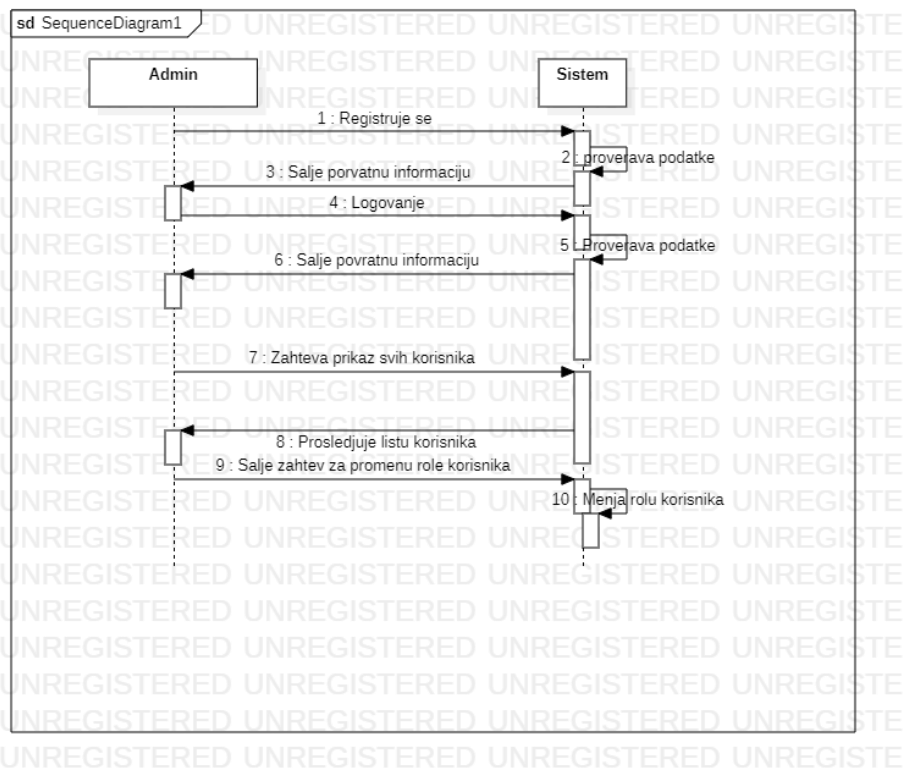 sd SequenceDiagram1
Admin
Sistem
1 : Registruje se
2 : proverava podatke
3 : Salje porvatnu informaciju
4 : Logovanje
5 : Proverava podatke
6 : Salje povratnu informaciju
7 : Zahteva prikaz svih korisnika
8 : Prosledjuje listu korisnika
9 : Salje zahtev za promenu role korisnika
10 : Menja rolu korisnika
UNREGISTERED UNREGISTERED UNREGISTERED